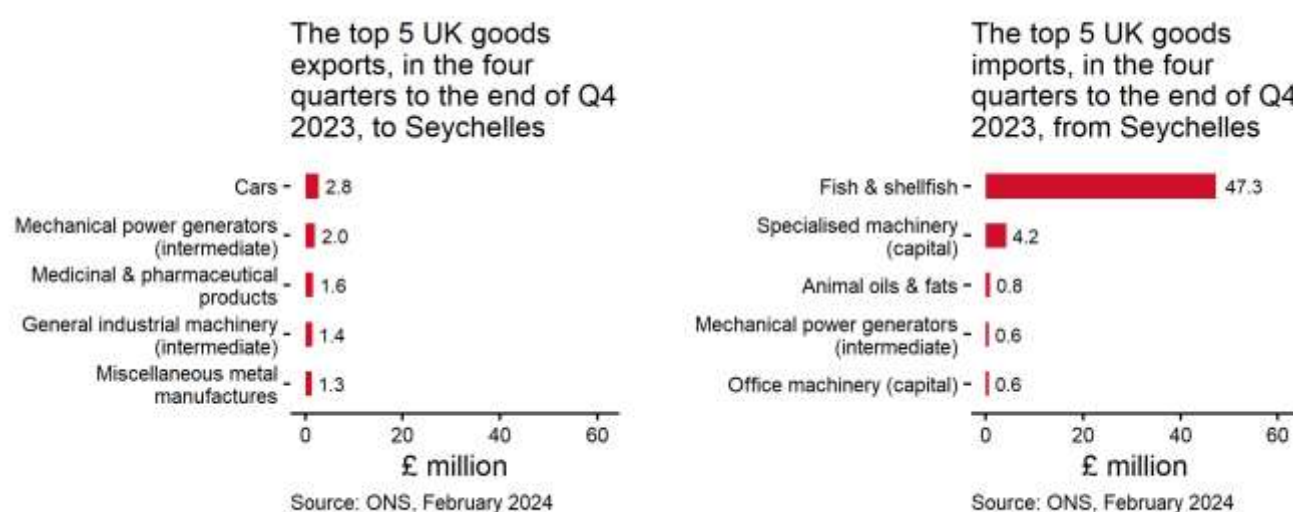 The top 5 UK goods
exports, in the four
quarters to the end of Q4
2023, to Seychelles
Cars
2.8
Mechanical power generators
(intermediate)
2.0
Medicinal & pharmaceutical
products
1.6
General industrial machinery
(intermediate)
1.4
Miscellaneous metal
manufactures
1.3
0 20 40 60
£ million
Source: ONS, February 2024
The top 5 UK goods
imports, in the four
quarters to the end of Q4
2023, from Seychelles
Fish & shellfish
47.3
Specialised machinery
(capital)
4.2
Animal oils & fats
0.8
Mechanical power generators
(intermediate)
0.6
Office machinery (capital)
0.6
0 20 40 60
£ million
Source: ONS, February 2024